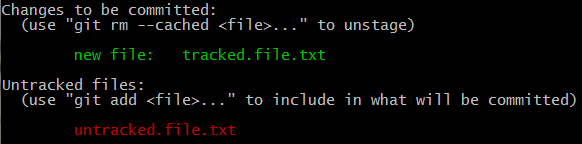 Changes to be committed:
  (use "git rm --cached <file>..." to unstage)
        new file:   tracked.file.txt
Untracked files:
  (use "git add <file>..." to include in what will be committed)
        untracked.file.txt